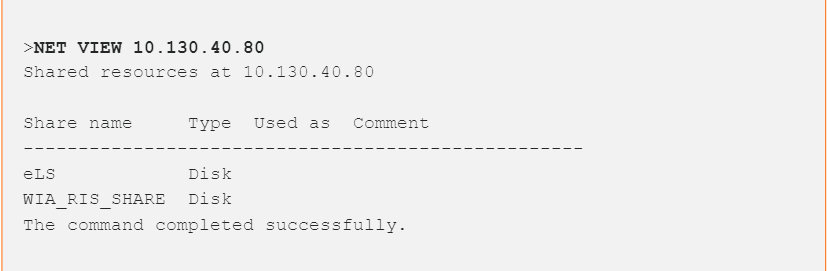 >NET VIEW 10.130.40.80
Shared resources at 10.130.40.80
Share name     Type  Used as  Comment
---------------------------------------------------
eLS            Disk
WIA_RIS_SHARE  Disk
The command completed successfully.